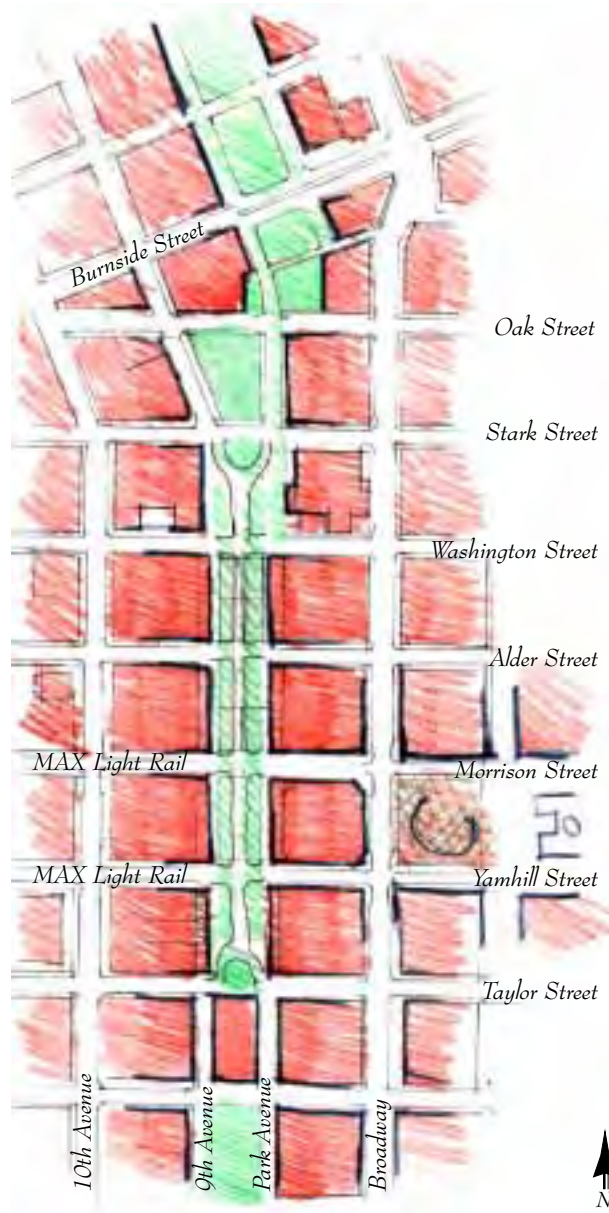 Burnside Street
Oak Street
Stark Street
Washington Street
Alder Street
MAX Light Rail
Morrison Street
MAX Light Rail
Yamhill Street
Taylor Street
10th Avenue
9th Avenue
Park Avenue
Broadway
N